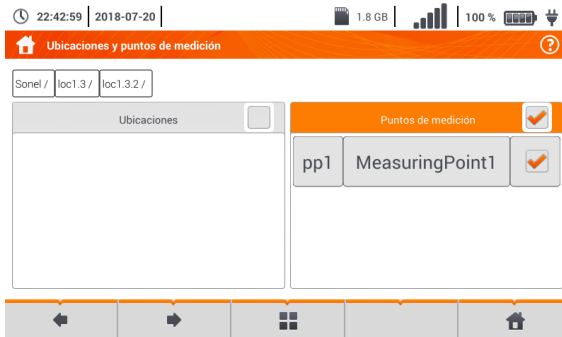 22:42:59 2018-07-20 1.8 GB 100 %
Ubicaciones y puntos de medición ?
Sonel / loc1.3 / loc1.3.2 /
Ubicaciones Puntos de medición
pp1 MeasuringPoint1